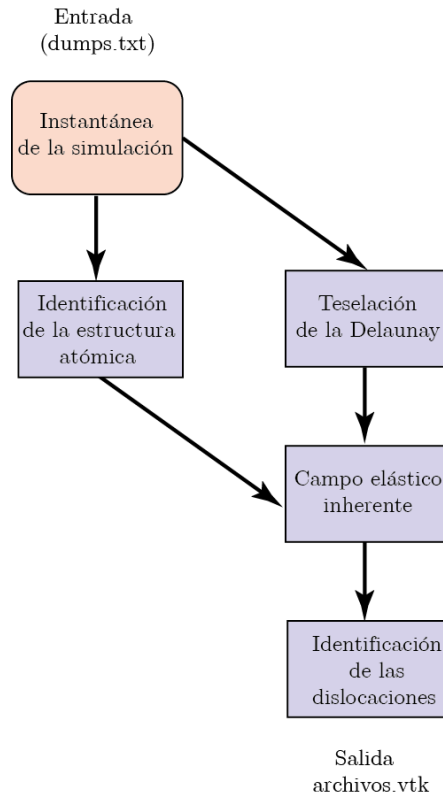 Entrada
(dumps.txt)
Instantánea
de la simulación
Identificación
de la estructura
atómica
Teselación
de la Delaunay
Campo elástico
inherente
Identificación
de las
dislocaciones
Salida
archivos.vtk